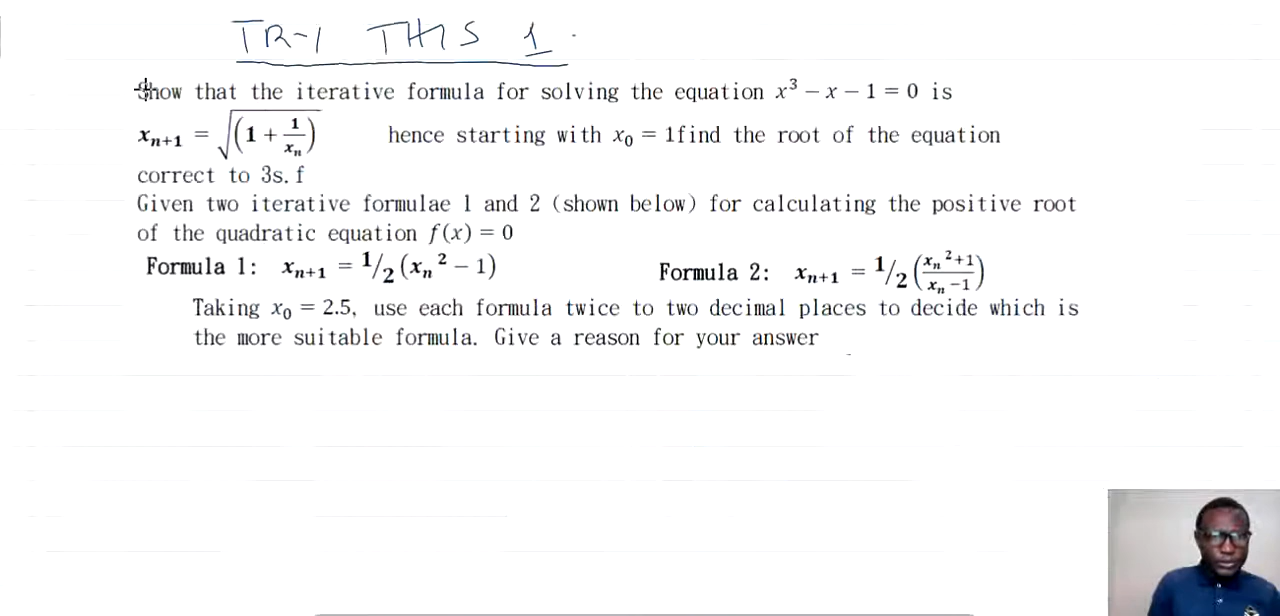 TRY THIS 1.
Show that the iterative formula for solving the equation x³ − x − 1 = 0 is
xₙ₊₁ = √(1 + 1/xₙ) hence starting with x₀ = 1find the root of the equation
correct to 3s.f
Given two iterative formulae 1 and 2 (shown below) for calculating the positive root
of the quadratic equation f(x) = 0
Formula 1: xₙ₊₁ = 1/2 (xₙ² − 1) Formula 2: xₙ₊₁ = 1/2 ((xₙ²+1)/(xₙ−1))
Taking x₀ = 2.5, use each formula twice to two decimal places to decide which is
the more suitable formula. Give a reason for your answer